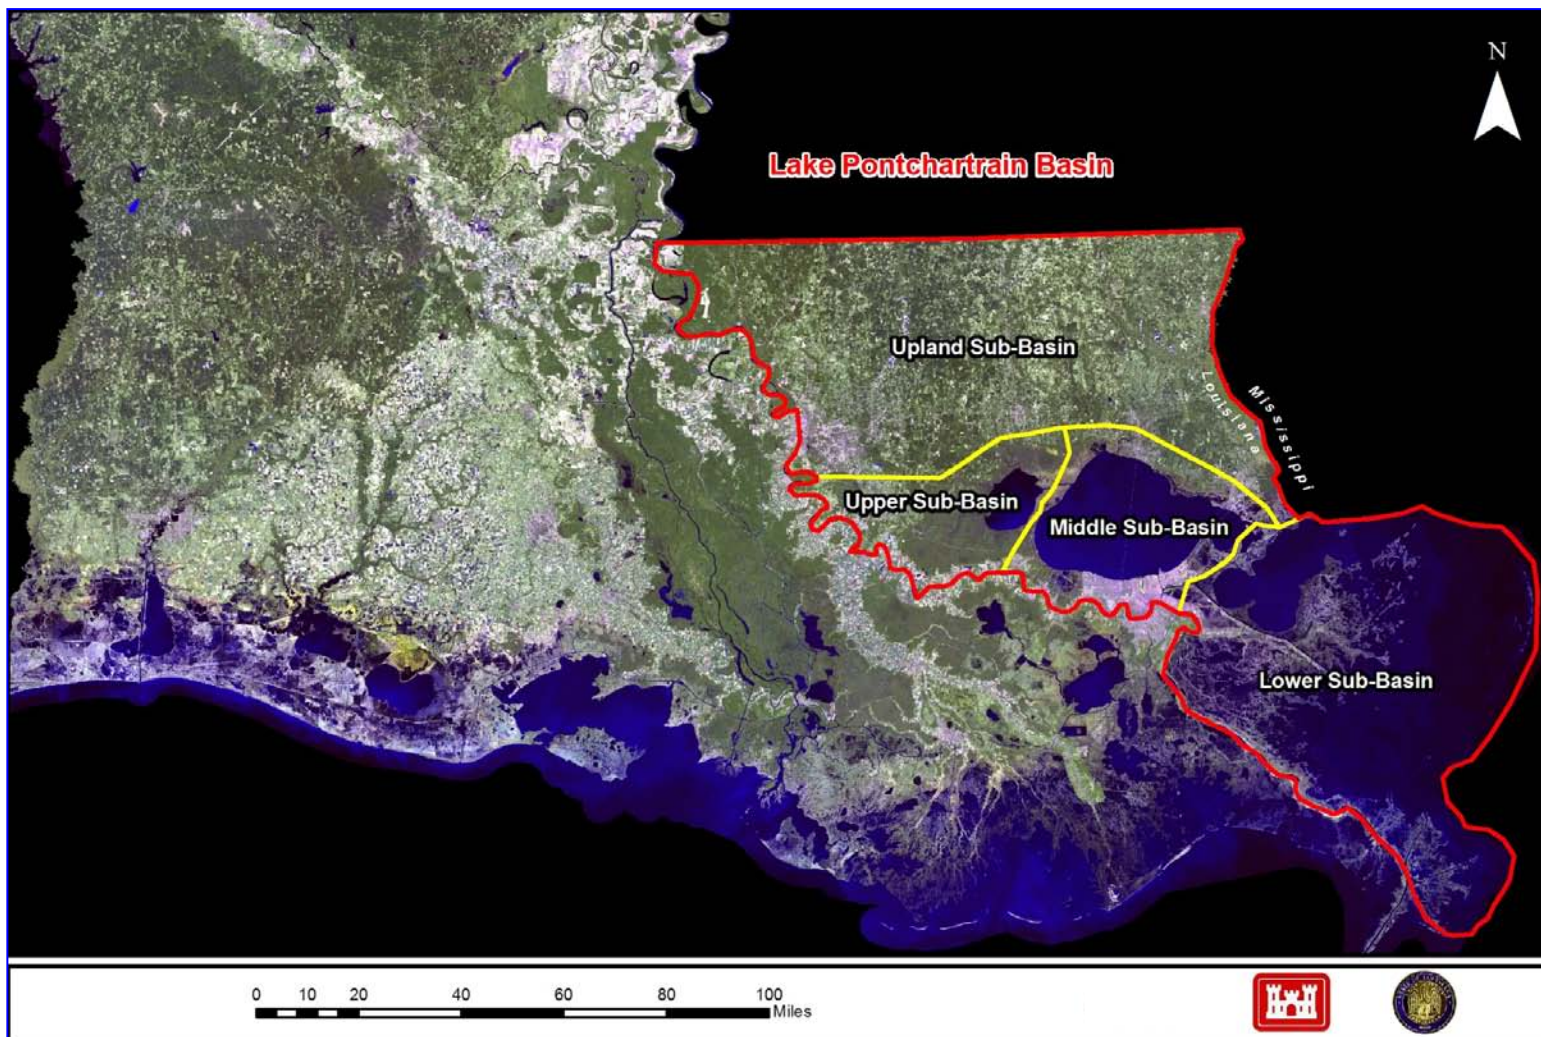 N
Lake Pontchartrain Basin
Upland Sub-Basin
Louisiana
Mississippi
Upper Sub-Basin
Middle Sub-Basin
Lower Sub-Basin
0 10 20 40 60 80 100
Miles